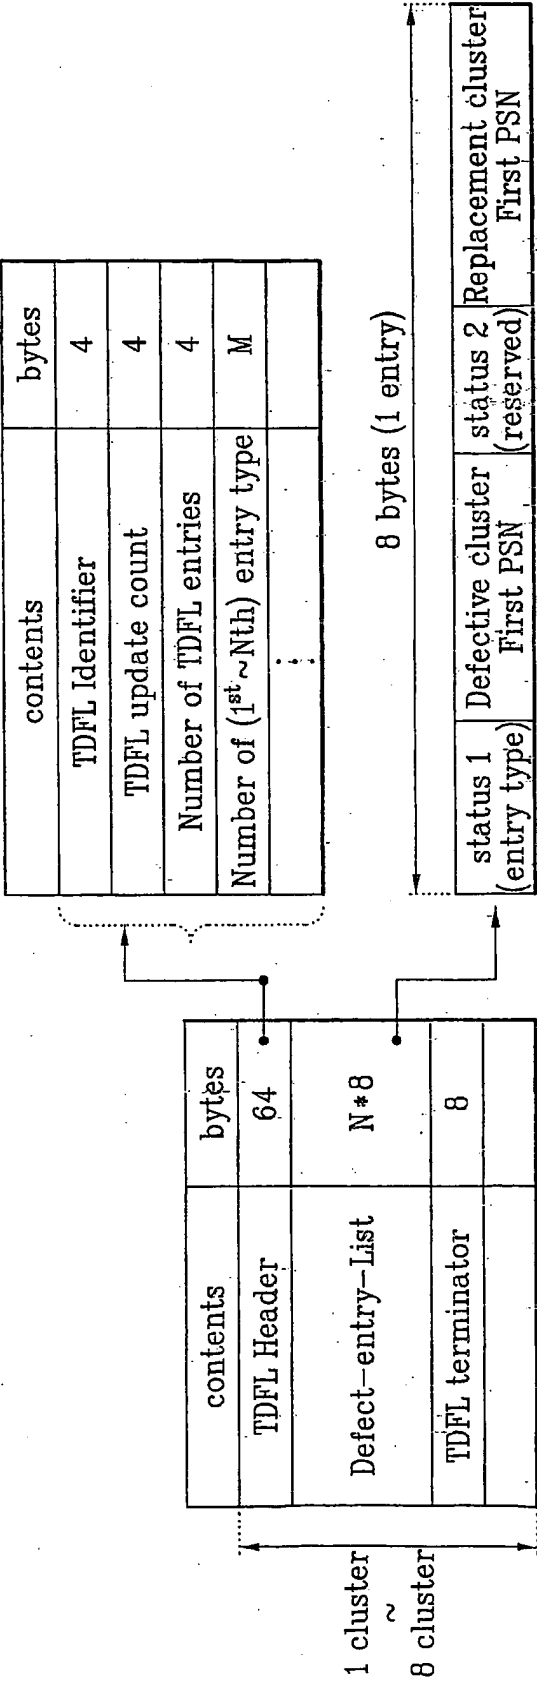 contents bytes
TDFL Header 64
Defect-entry-List N*8
TDFL terminator 8
1 cluster
~
8 cluster
contents bytes
TDFL Identifier 4
TDFL update count 4
Number of TDFL entries 4
Number of (1st~Nth) entry type M
⋮
8 bytes (1 entry)
status 1
(entry type)
Defective cluster
First PSN
status 2
(reserved)
Replacement cluster
First PSN